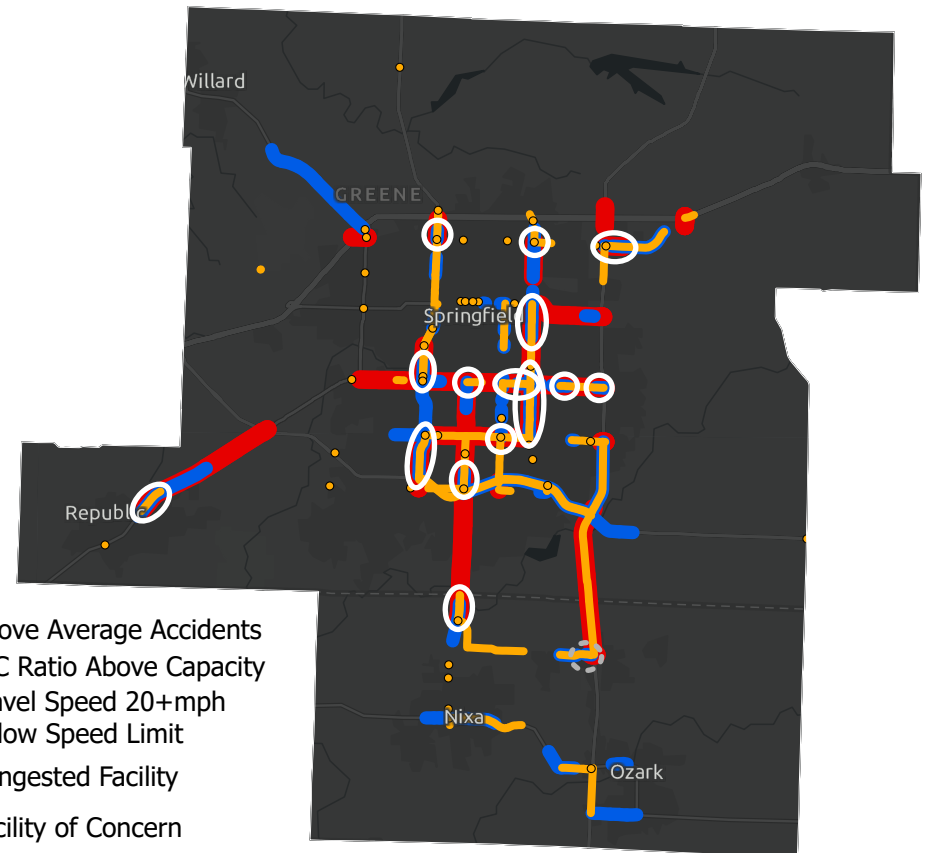 Willard
GREENE
Springfield
Republic
ove Average Accidents
C Ratio Above Capacity
avel Speed 20+mph
low Speed Limit
ngested Facility
cility of Concern
Nixa
Ozark